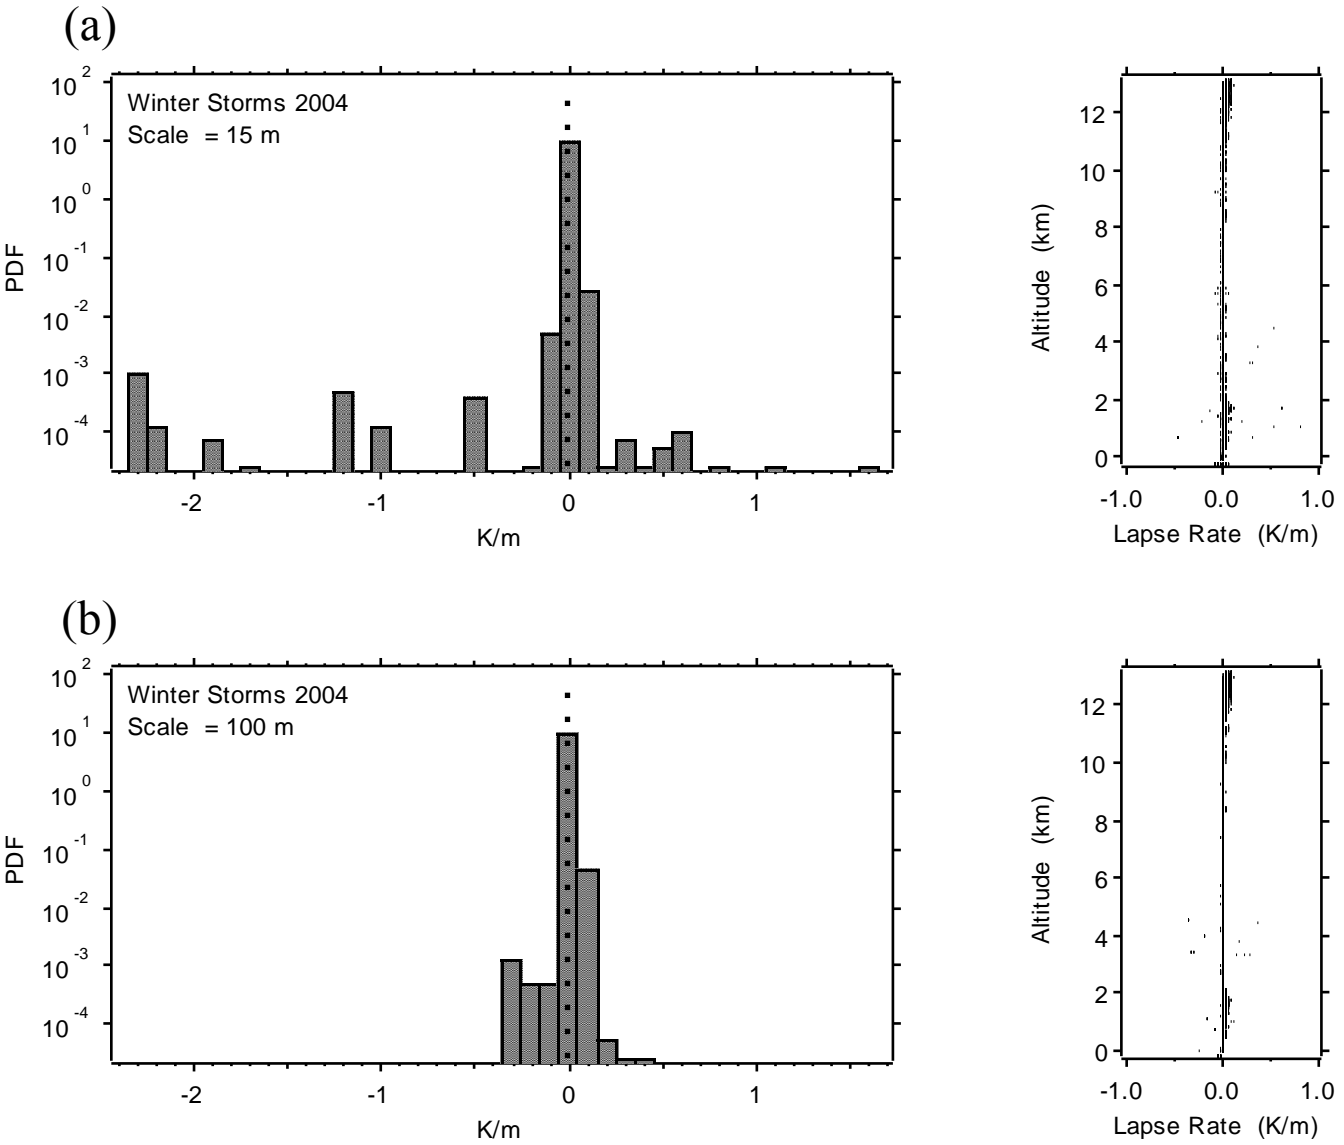 (a)
Winter Storms 2004
Scale = 15 m
PDF
10 2
10 1
10 0
10 -1
10 -2
10 -3
10 -4
-2 -1 0 1
K/m
Altitude (km)
12
10
8
6
4
2
0
-1.0 0.0 1.0
Lapse Rate (K/m)
(b)
Winter Storms 2004
Scale = 100 m
PDF
10 2
10 1
10 0
10 -1
10 -2
10 -3
10 -4
-2 -1 0 1
K/m
Altitude (km)
12
10
8
6
4
2
0
-1.0 0.0 1.0
Lapse Rate (K/m)